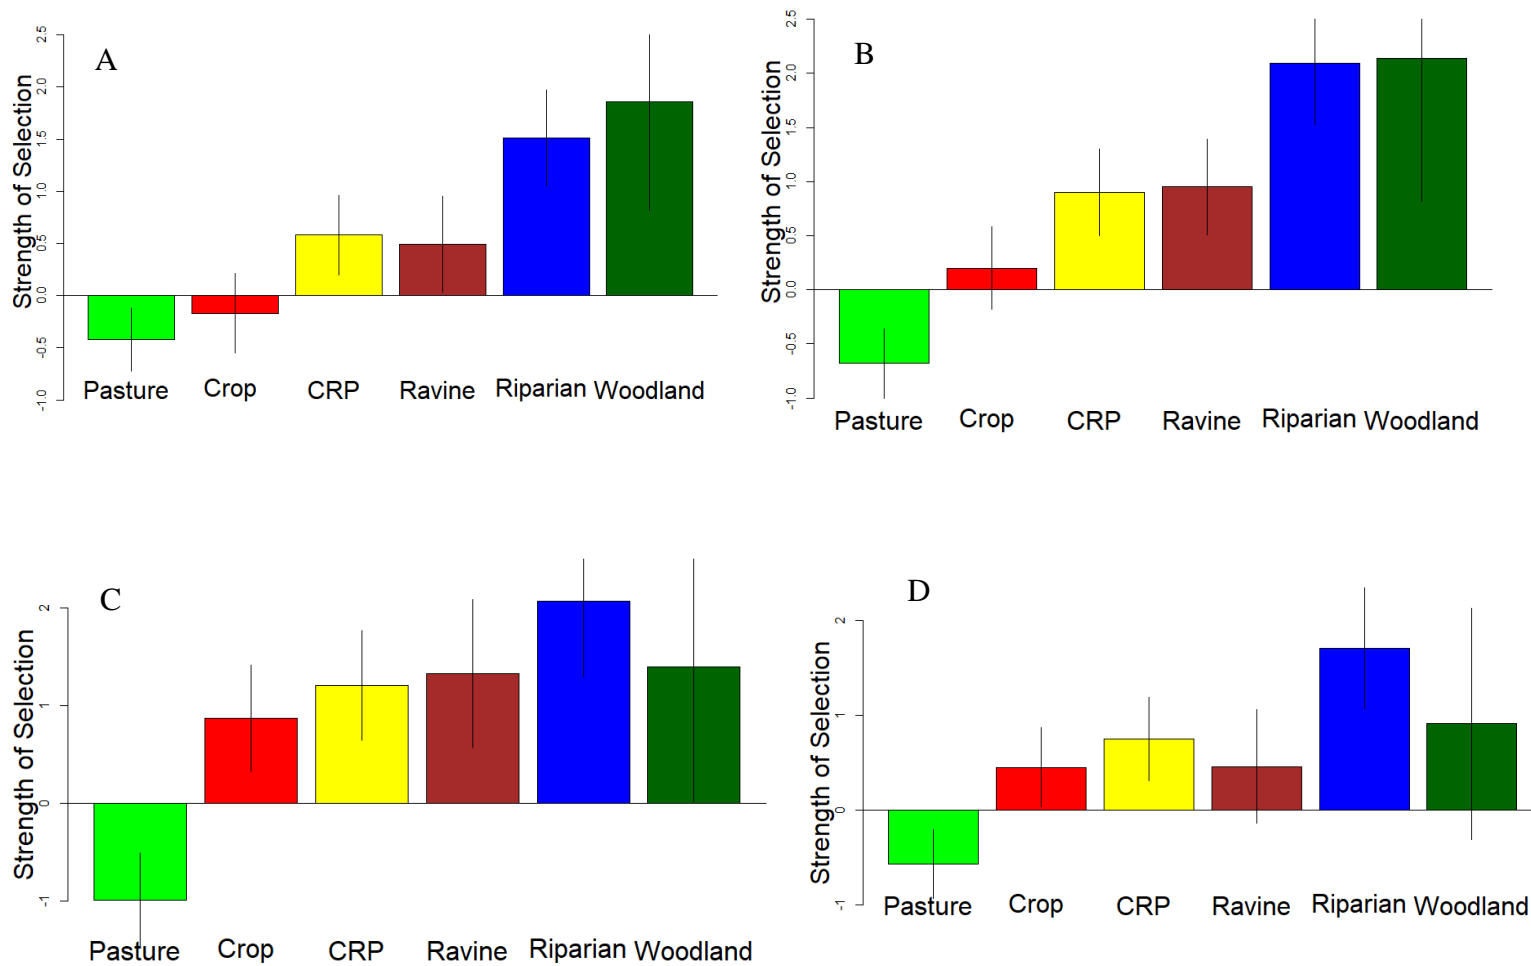 A
Strength of Selection
2.5
2.0
1.5
1.0
0.5
0.0
-0.5
-1.0
Pasture Crop CRP Ravine Riparian Woodland
B
Strength of Selection
2.5
2.0
1.5
1.0
0.5
0.0
-0.5
-1.0
Pasture Crop CRP Ravine Riparian Woodland
C
Strength of Selection
2
1
0
-1
Pasture Crop CRP Ravine Riparian Woodland
D
Strength of Selection
2
1
0
-1
Pasture Crop CRP Ravine Riparian Woodland